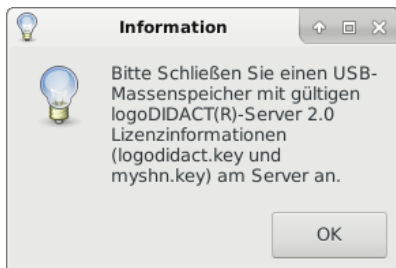 Information
Bitte Schließen Sie einen USB-
Massenspeicher mit gültigen
logoDIDACT(R)-Server 2.0
Lizenzinformationen
(logodidact.key und
myshn.key) am Server an.
OK